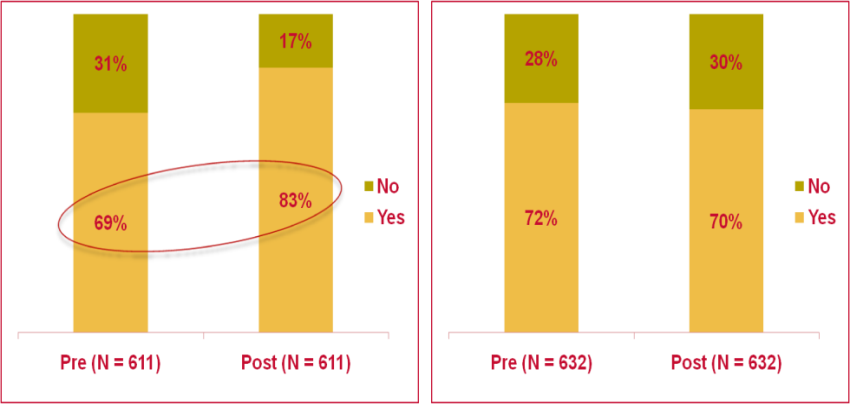 31%
17%
69%
83%
No
Yes
Pre (N = 611)
Post (N = 611)
28%
30%
72%
70%
No
Yes
Pre (N = 632)
Post (N = 632)